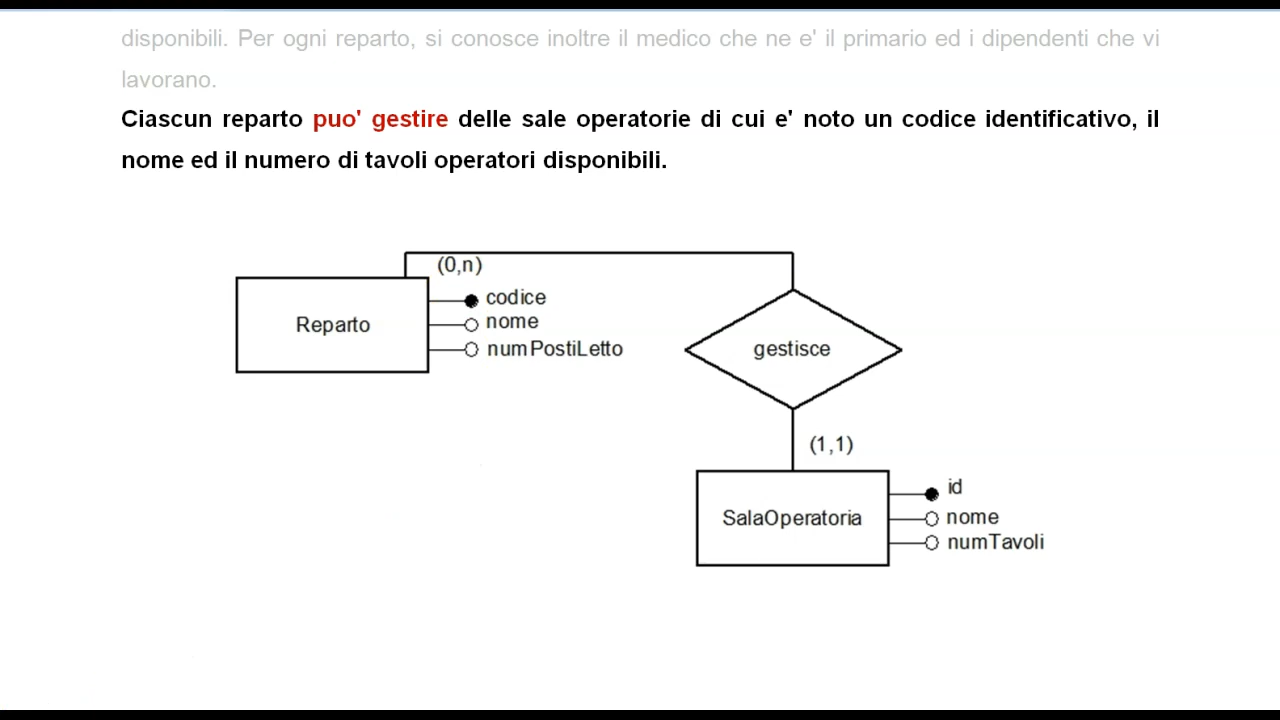 disponibili. Per ogni reparto, si conosce inoltre il medico che ne e' il primario ed i dipendenti che vi
lavorano.
Ciascun reparto puo' gestire delle sale operatorie di cui e' noto un codice identificativo, il
nome ed il numero di tavoli operatori disponibili.
(0,n)
Reparto
codice
nome
numPostiLetto
gestisce
(1,1)
SalaOperatoria
id
nome
numTavoli